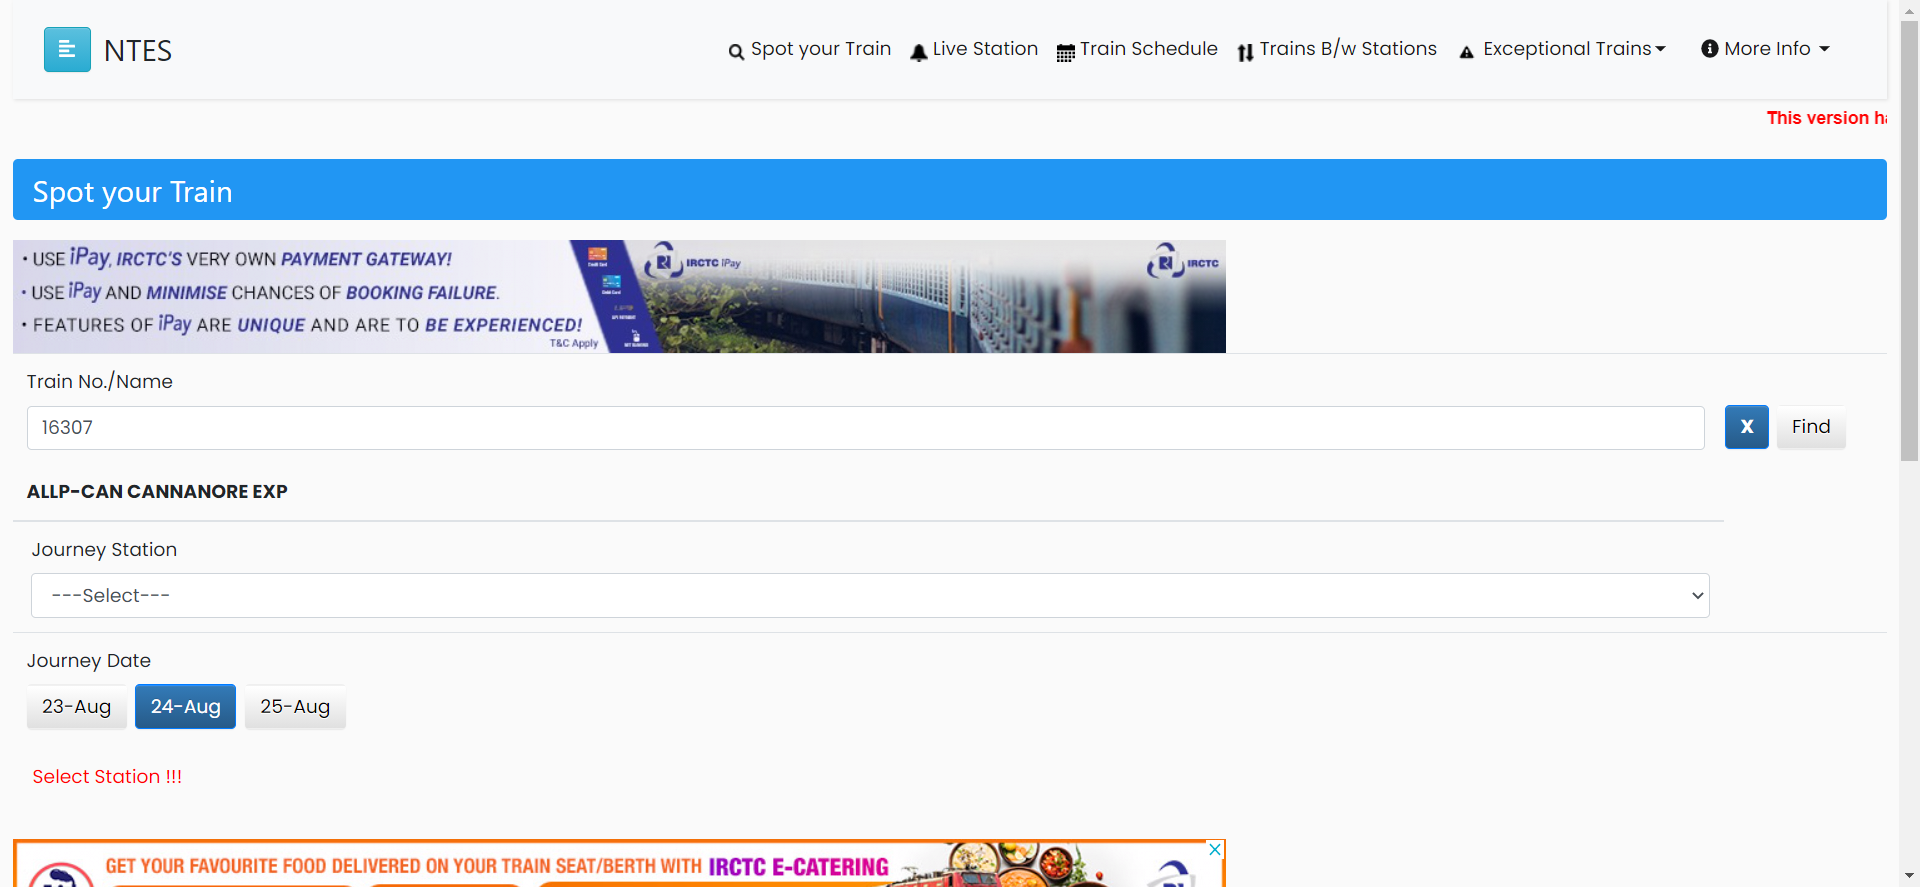 NTES
Spot your Train
Live Station
Train Schedule
Trains B/w Stations
Exceptional Trains
More Info
This version ha
Spot your Train
• USE iPay, IRCTC'S VERY OWN PAYMENT GATEWAY!
• USE iPay AND MINIMISE CHANCES OF BOOKING FAILURE.
• FEATURES OF iPay ARE UNIQUE AND ARE TO BE EXPERIENCED!
T&C Apply
IRCTC iPay
IRCTC
Train No./Name
16307
X
Find
ALLP-CAN CANNANORE EXP
Journey Station
---Select---
Journey Date
23-Aug
24-Aug
25-Aug
Select Station !!!
GET YOUR FAVOURITE FOOD DELIVERED ON YOUR TRAIN SEAT/BERTH WITH IRCTC E-CATERING